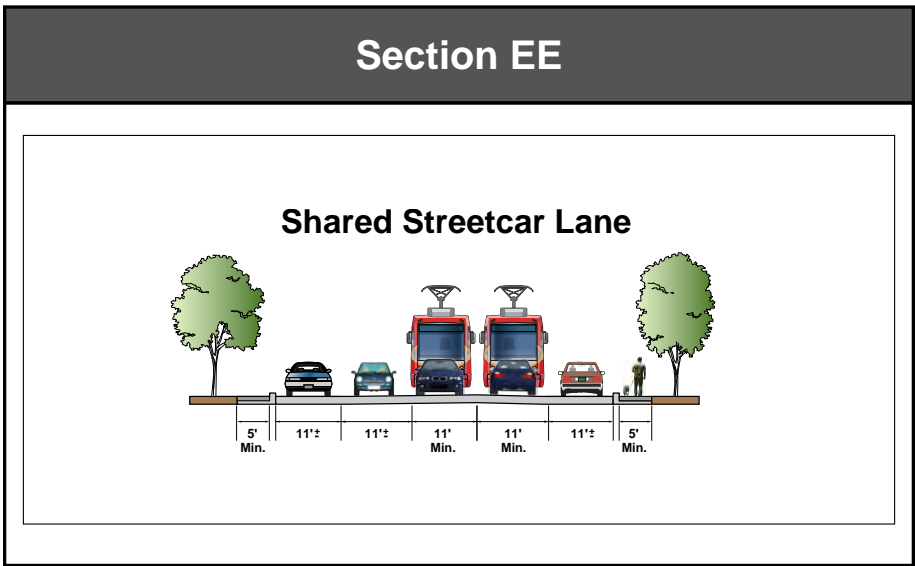 Section EE
Shared Streetcar Lane
5' 11'± 11'± 11' 11' 11'± 5'
Min. Min. Min. Min.